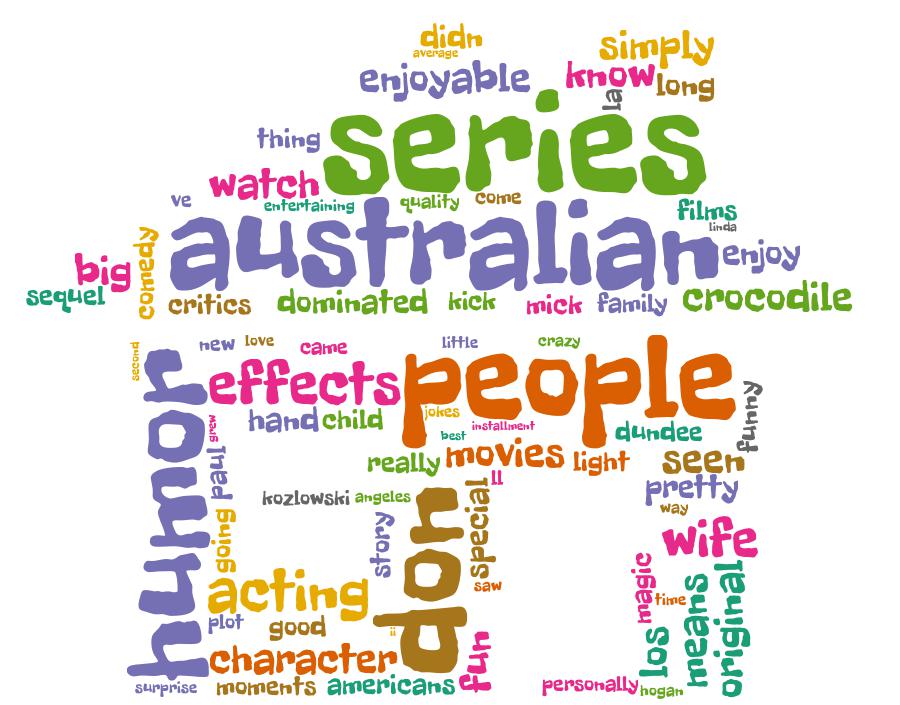 didn
average
simply
enjoyable
know
long
la
thing
series
watch
ve
entertaining
quality
come
films
linda
australian
enjoy
big
sequel
comedy
critics
dominated
kick
mick
family
crocodile
second
new
love
came
little
crazy
humor
effects
people
funny
grew
hand
child
jokes
installment
best
dundee
paul
really
movies
light
seen
ll
pretty
kozlowski
angeles
special
way
going
story
don
wife
acting
saw
magic
time
means
original
plot
good
ii
los
character
fun
surprise
moments
americans
personally
hogan